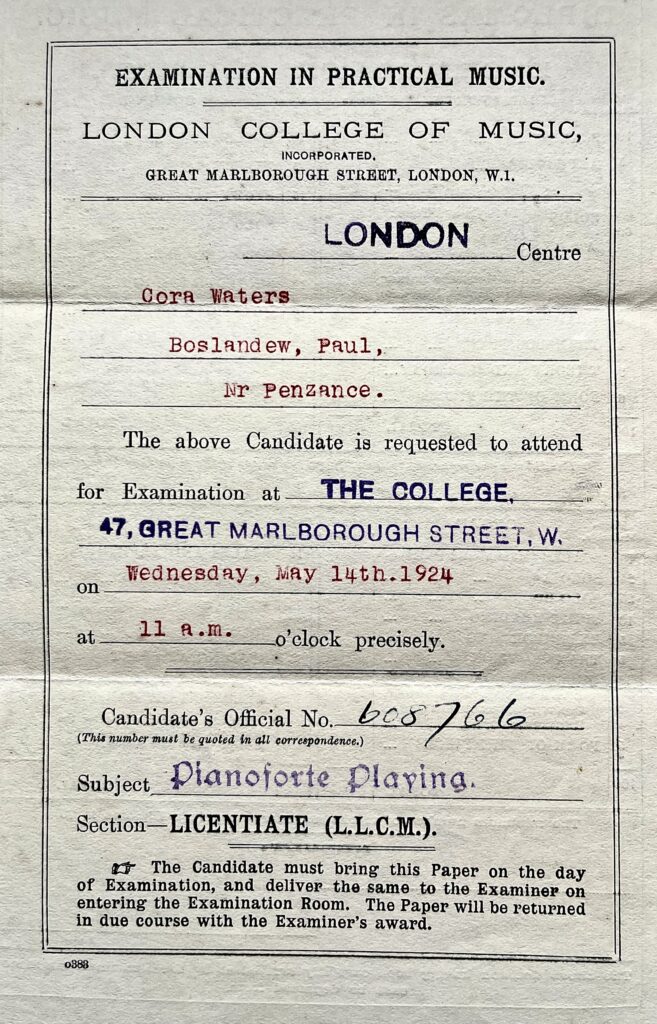 EXAMINATION IN PRACTICAL MUSIC.
LONDON COLLEGE OF MUSIC,
INCORPORATED,
GREAT MARLBOROUGH STREET, LONDON, W.1.
LONDON Centre
Cora Waters
Boslandew, Paul,
Nr Penzance.
The above Candidate is requested to attend
for Examination at THE COLLEGE,
47, GREAT MARLBOROUGH STREET, W.
on Wednesday, May 14th.1924
at 11 a.m. o'clock precisely.
Candidate's Official No. 608766
(This number must be quoted in all correspondence.)
Subject Pianoforte Playing.
Section—LICENTIATE (L.L.C.M.).
☞ The Candidate must bring this Paper on the day
of Examination, and deliver the same to the Examiner on
entering the Examination Room. The Paper will be returned
in due course with the Examiner's award.
o383